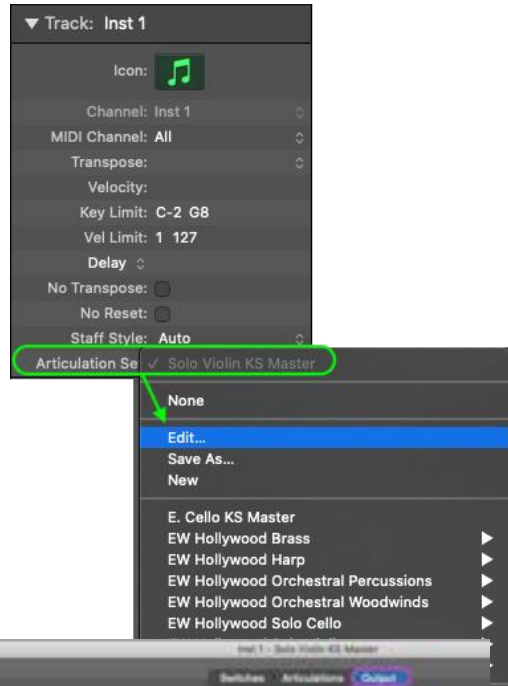 ▼ Track: Inst 1
Icon:
Channel: Inst 1
MIDI Channel: All
Transpose:
Velocity:
Key Limit: C-2 G8
Vel Limit: 1 127
Delay
No Transpose:
No Reset:
Staff Style: Auto
Articulation Se ✓ Solo Violin KS Master
None
Edit...
Save As...
New
E. Cello KS Master
EW Hollywood Brass
EW Hollywood Harp
EW Hollywood Orchestral Percussions
EW Hollywood Orchestral Woodwinds
EW Hollywood Solo Cello
Inst 1 - Solo Violin KS Master
Switches Articulations Output